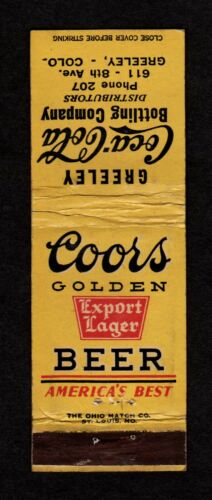 CLOSE COVER BEFORE STRIKING
GREELEY
Coca-Cola
Bottling Company
DISTRIBUTORS
Phone 207
611 - 8th Ave.
GREELEY, - COLO.
Coors
GOLDEN
Export
Lager
BEER
AMERICA'S BEST
THE OHIO MATCH CO.
ST. LOUIS, MO.